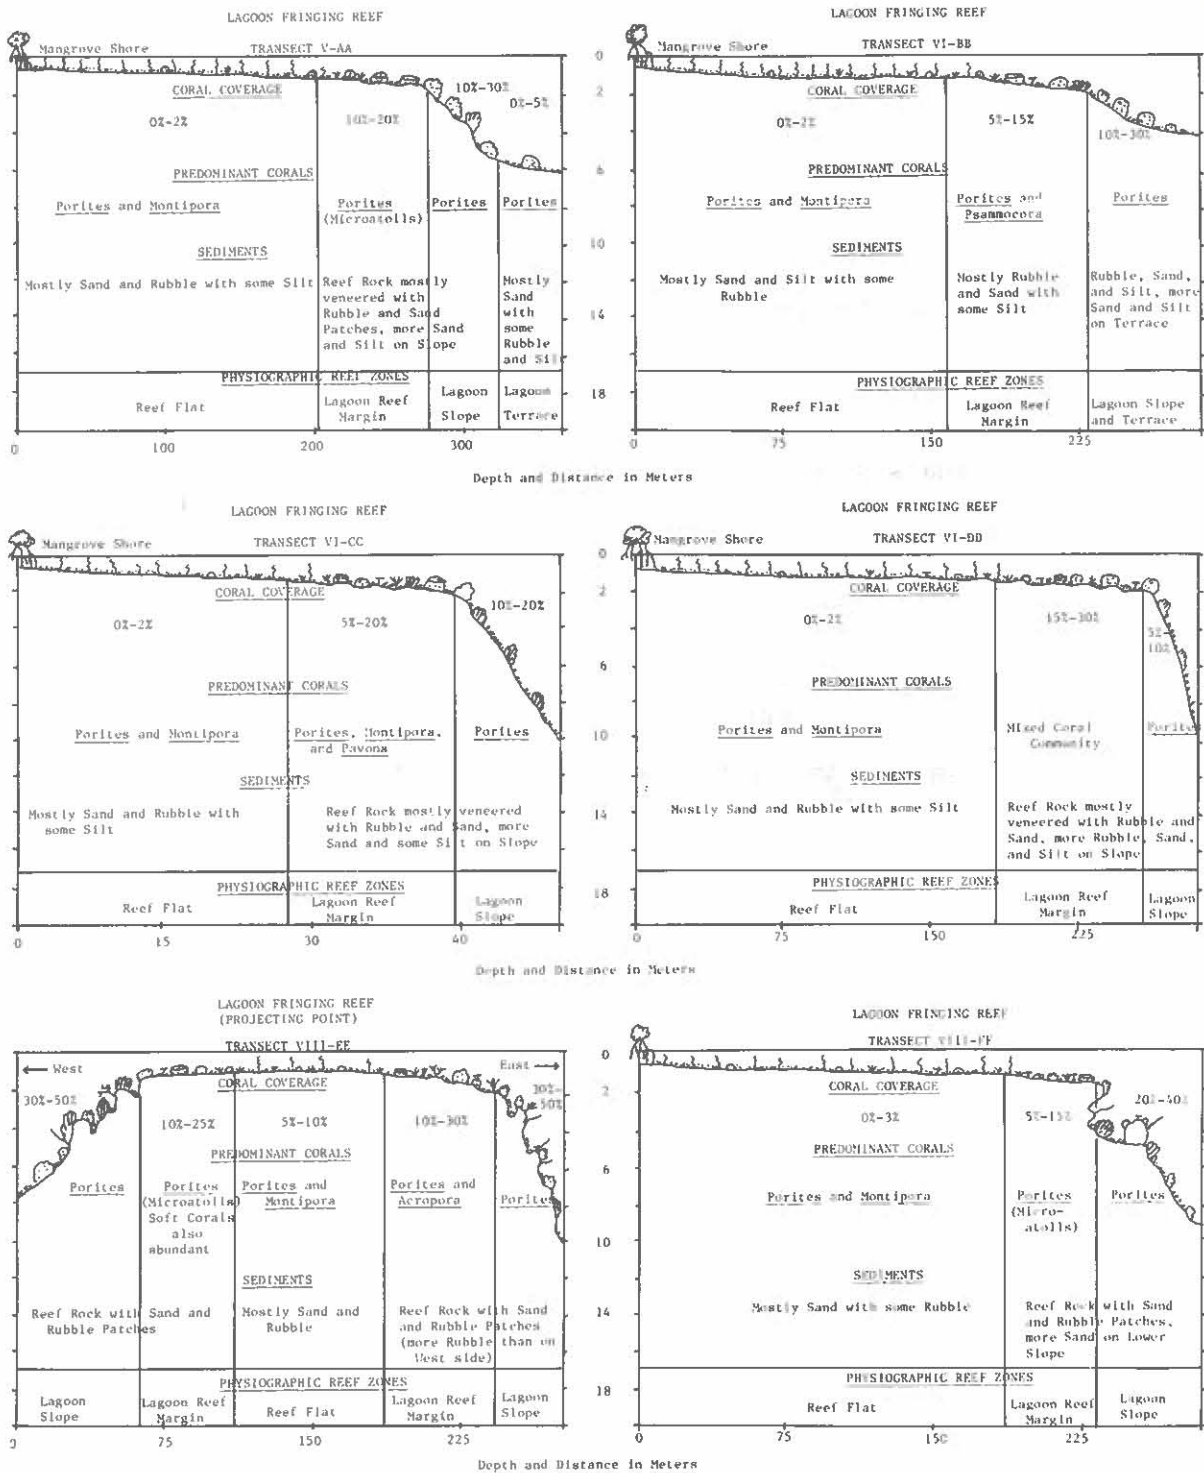 LAGOON FRINGING REEF
Mangrove Shore TRANSECT V-AA
CORAL COVERAGE
0%-2%
10%-20%
10%-30%
0%-5%
PREDOMINANT CORALS
Porites and Montipora
Porites
(Microatolls)
Porites
Porites
SEDIMENTS
Mostly Sand and Rubble with some Silt
Reef Rock mostly
veneered with
Rubble and Sand
Patches, more Sand
and Silt on Slope
Mostly
Sand
with
some
Rubble
and Silt
PHYSIOGRAPHIC REEF ZONES
Reef Flat
Lagoon Reef
Margin
Lagoon
Slope
Lagoon
Terrace
0 100 200 300
0
2
6
10
14
18
LAGOON FRINGING REEF
Mangrove Shore TRANSECT VI-BB
CORAL COVERAGE
0%-2%
5%-15%
10%-30%
PREDOMINANT CORALS
Porites and Montipora
Porites and
Psammocora
Porites
SEDIMENTS
Mostly Sand and Silt with some
Rubble
Mostly Rubble
and Sand with
some Silt
Rubble, Sand,
and Silt, more
Sand and Silt
on Terrace
PHYSIOGRAPHIC REEF ZONES
Reef Flat
Lagoon Reef
Margin
Lagoon Slope
and Terrace
0 75 150 225
Depth and Distance in Meters
LAGOON FRINGING REEF
Mangrove Shore TRANSECT VI-CC
CORAL COVERAGE
0%-2%
5%-20%
10%-20%
PREDOMINANT CORALS
Porites and Montipora
Porites, Montipora,
and Pavona
Porites
SEDIMENTS
Mostly Sand and Rubble with
some Silt
Reef Rock mostly veneered
with Rubble and Sand, more
Sand and some Silt on Slope
PHYSIOGRAPHIC REEF ZONES
Reef Flat
Lagoon Reef
Margin
Lagoon
Slope
0 15 30 40
0
2
6
10
14
18
LAGOON FRINGING REEF
Mangrove Shore TRANSECT VI-DD
CORAL COVERAGE
0%-2%
15%-30%
5%-
10%
PREDOMINANT CORALS
Porites and Montipora
Mixed Coral
Community
Porites
SEDIMENTS
Mostly Sand and Rubble with some Silt
Reef Rock mostly
veneered with Rubble and
Sand, more Rubble, Sand,
and Silt on Slope
PHYSIOGRAPHIC REEF ZONES
Reef Flat
Lagoon Reef
Margin
Lagoon
Slope
0 75 150 225
Depth and Distance in Meters
LAGOON FRINGING REEF
(PROJECTING POINT)
TRANSECT VIII-EE
← West
East →
CORAL COVERAGE
30%-50%
10%-25%
5%-10%
10%-30%
30%-
50%
PREDOMINANT CORALS
Porites
Porites
(Microatolls)
Soft Corals
also
abundant
Porites and
Montipora
Porites and
Acropora
Porites
SEDIMENTS
Reef Rock with Sand and
Rubble Patches
Mostly Sand and
Rubble
Reef Rock with Sand
and Rubble Patches
(more Rubble than on
West side)
PHYSIOGRAPHIC REEF ZONES
Lagoon
Slope
Lagoon Reef
Margin
Reef Flat
Lagoon Reef
Margin
Lagoon
Slope
0 75 150 225
0
2
6
10
14
18
LAGOON FRINGING REEF
TRANSECT VIII-FF
CORAL COVERAGE
0%-3%
5%-15%
20%-40%
PREDOMINANT CORALS
Porites and Montipora
Porites
(Micro-
atolls)
Porites
SEDIMENTS
Mostly Sand with some Rubble
Reef Rock with Sand
and Rubble Patches,
more Sand on Lower
Slope
PHYSIOGRAPHIC REEF ZONES
Reef Flat
Lagoon Reef
Margin
Lagoon
Slope
0 75 150 225
Depth and Distance in Meters